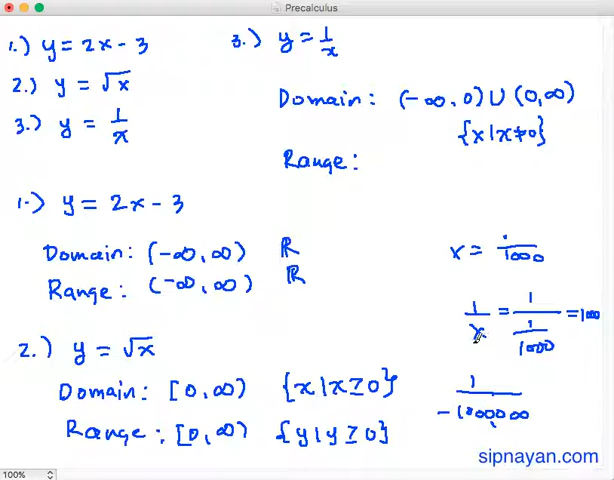 Precalculus
1.) y = 2x - 3
2.) y = √x
3.) y = 1/x
3.) y = 1/x
Domain: (-∞, 0) ∪ (0, ∞)
{x | x ≠ 0}
Range:
1.) y = 2x - 3
Domain: (-∞, ∞) ℝ
Range: (-∞, ∞) ℝ
2.) y = √x
Domain: [0, ∞) {x | x ≥ 0}
Range: [0, ∞) {y | y ≥ 0}
x = 1/1000
1/x = 1/(1/1000) = 1000
1/-1000000
sipnayan.com
100%